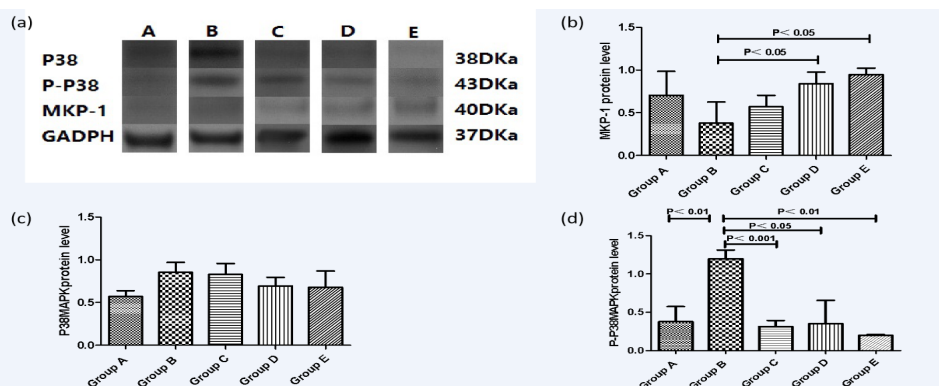 (a)
A B C D E
P38 38DKa
P-P38 43DKa
MKP-1 40DKa
GADPH 37DKa
(b)
P< 0.05
P< 0.05
MKP-1 protein level
1.5
1.0
0.5
0.0
Group A Group B Group C Group D Group E
(c)
P38MAPKprotein level
1.5
1.0
0.5
0.0
Group A Group B Group C Group D Group E
(d)
P< 0.01 P< 0.01
P< 0.05
P< 0.001
P-P38MAPKprotein level
1.5
1.0
0.5
0.0
Group A Group B Group C Group D Group E